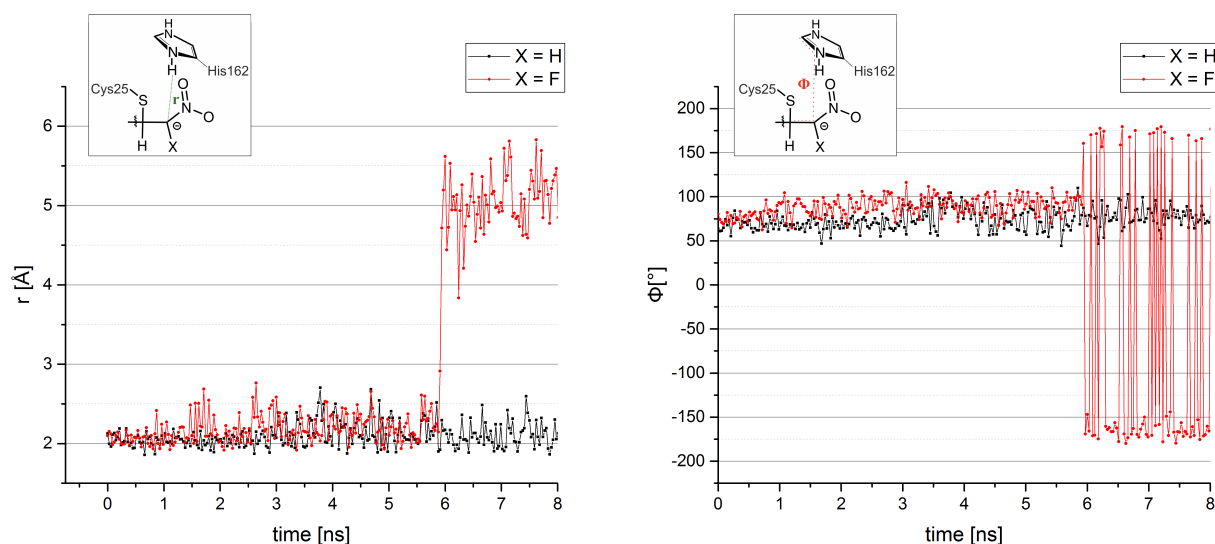 H
N
N
H
His162
Cys25
S
r
O
N
O
⊖
H
X
X = H
X = F
6
5
4
3
2
r [Å]
0
1
2
3
4
5
6
7
8
time [ns]
H
N
N
H
His162
Cys25
Φ
S
O
N
O
⊖
H
X
X = H
X = F
200
150
100
50
0
-50
-100
-150
-200
Φ[°]
0
1
2
3
4
5
6
7
8
time [ns]